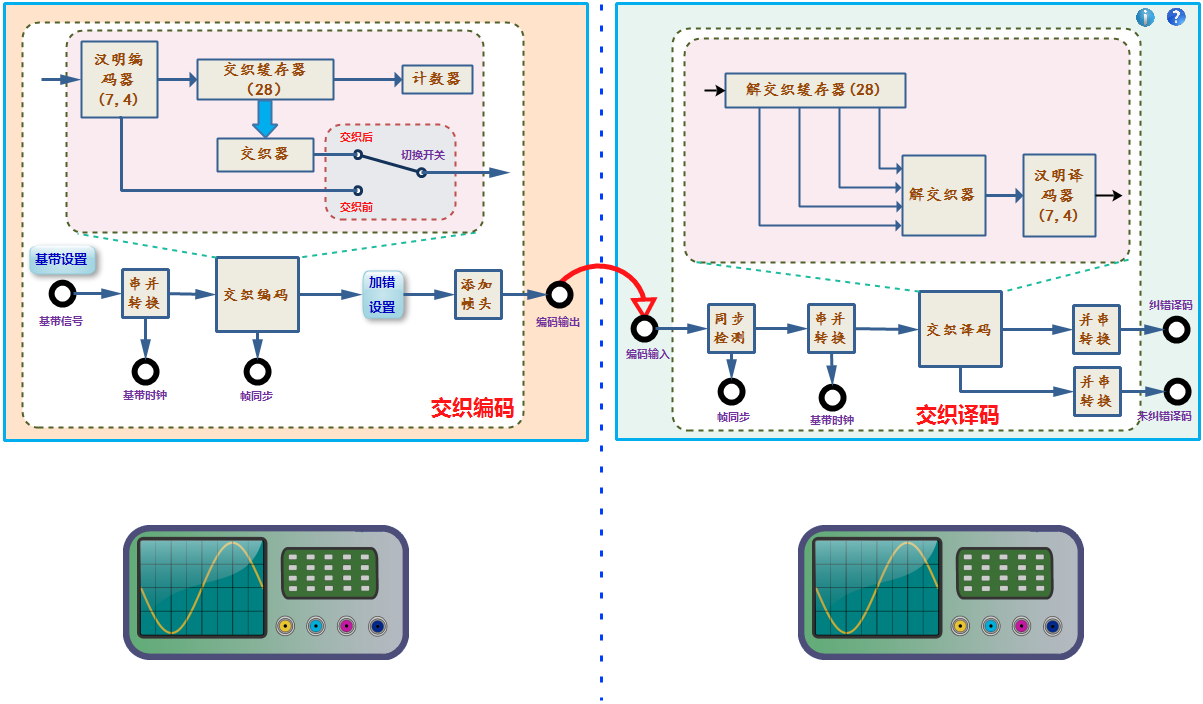 汉明编
码器
(7,4)
交织缓存器
(28)
计数器
交织器
交织后
切换开关
交织前
基带设置
基带信号
串并
转换
基带时钟
交织编码
帧同步
加错
设置
添加
帧头
编码输出
交织编码
i
?
解交织缓存器(28)
解交织器
汉明译
码器
(7,4)
编码输入
同步
检测
帧同步
串并
转换
基带时钟
交织译码
并串
转换
纠错译码
并串
转换
未纠错译码
交织译码